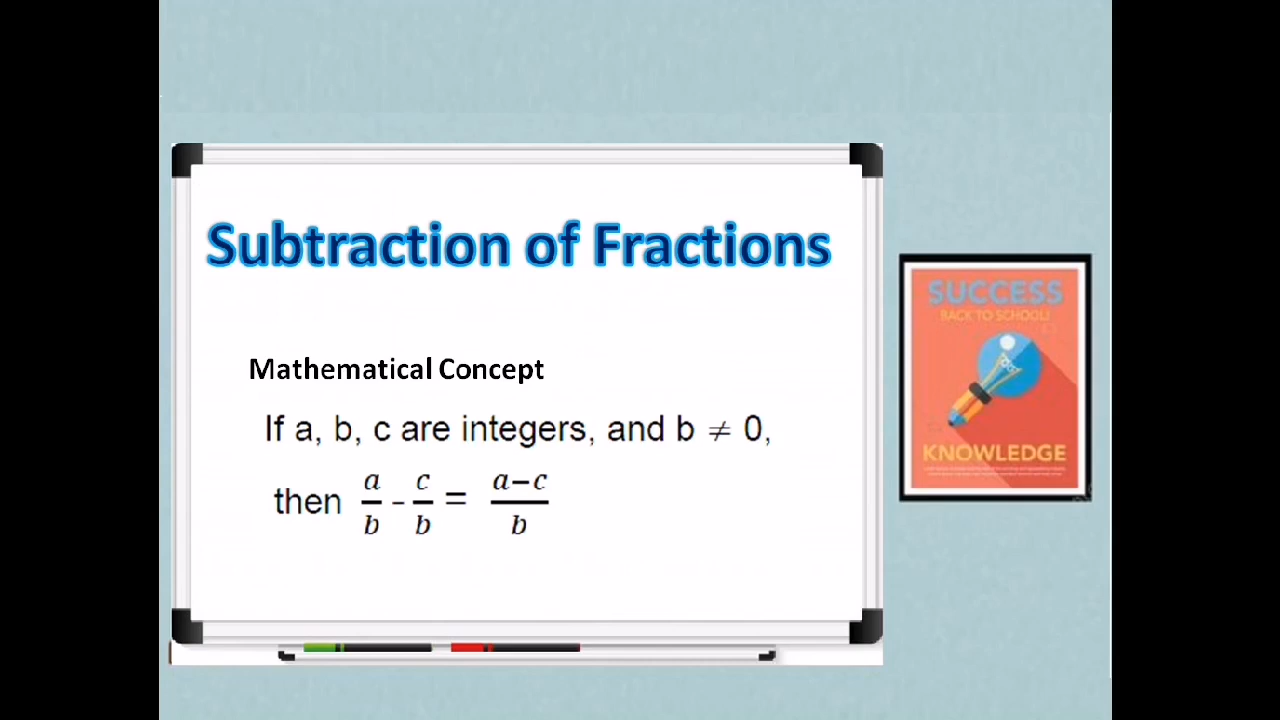 Subtraction of Fractions
Mathematical Concept
If a, b, c are integers, and b ≠ 0,
then a/b - c/b = a−c/b
SUCCESS
BACK TO SCHOOL!
KNOWLEDGE